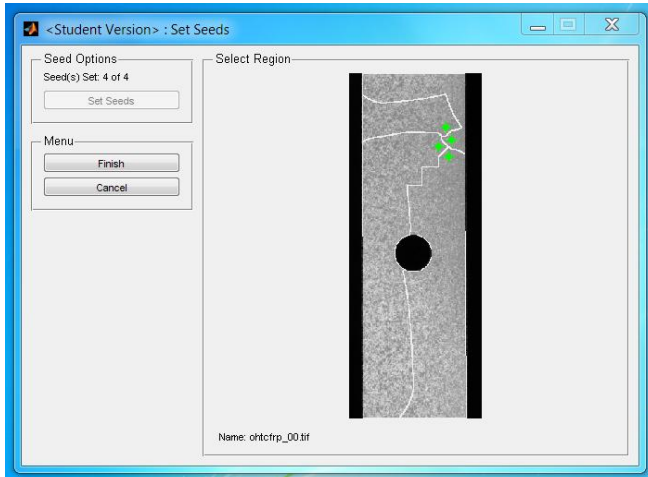 <Student Version> : Set Seeds
Seed Options
Seed(s) Set: 4 of 4
Set Seeds
Menu
Finish
Cancel
Select Region
Name: ohtcfrp_00.tif